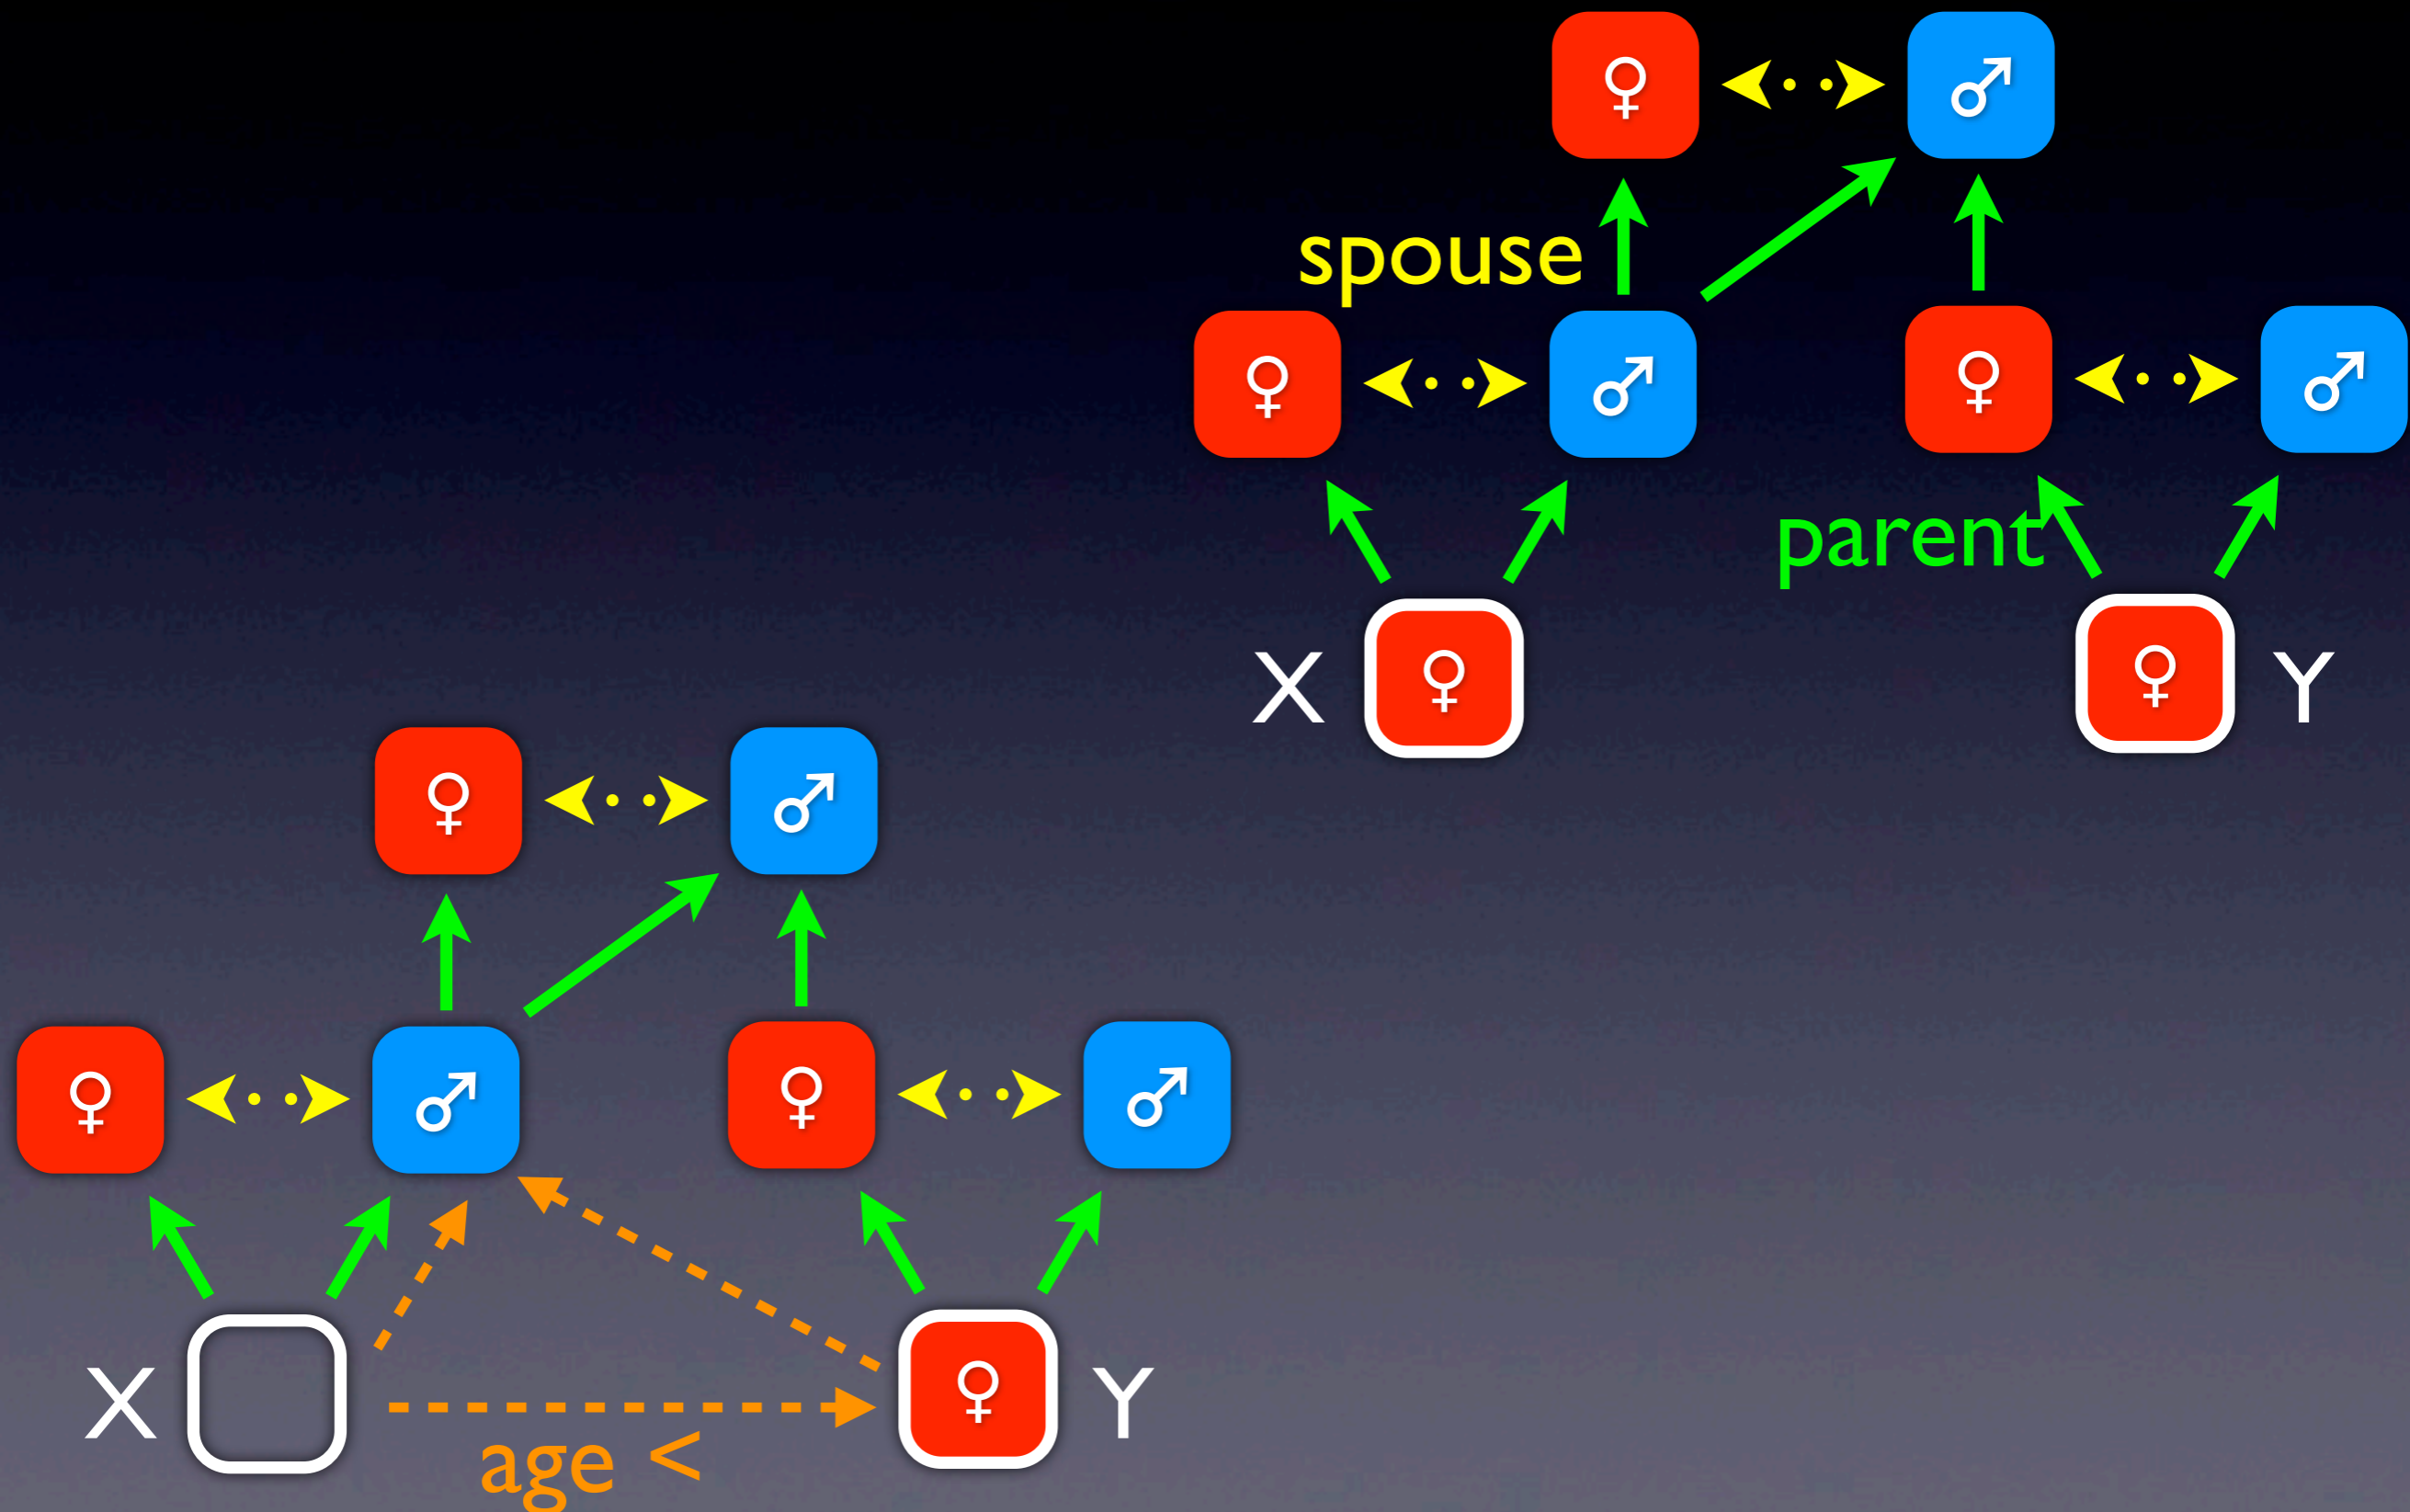 ♀ ♂
spouse
♀ ♂ ♀ ♂
parent
X ♀ ♀ Y
♀ ♂
♀ ♂ ♀ ♂
X ♀ Y
age <